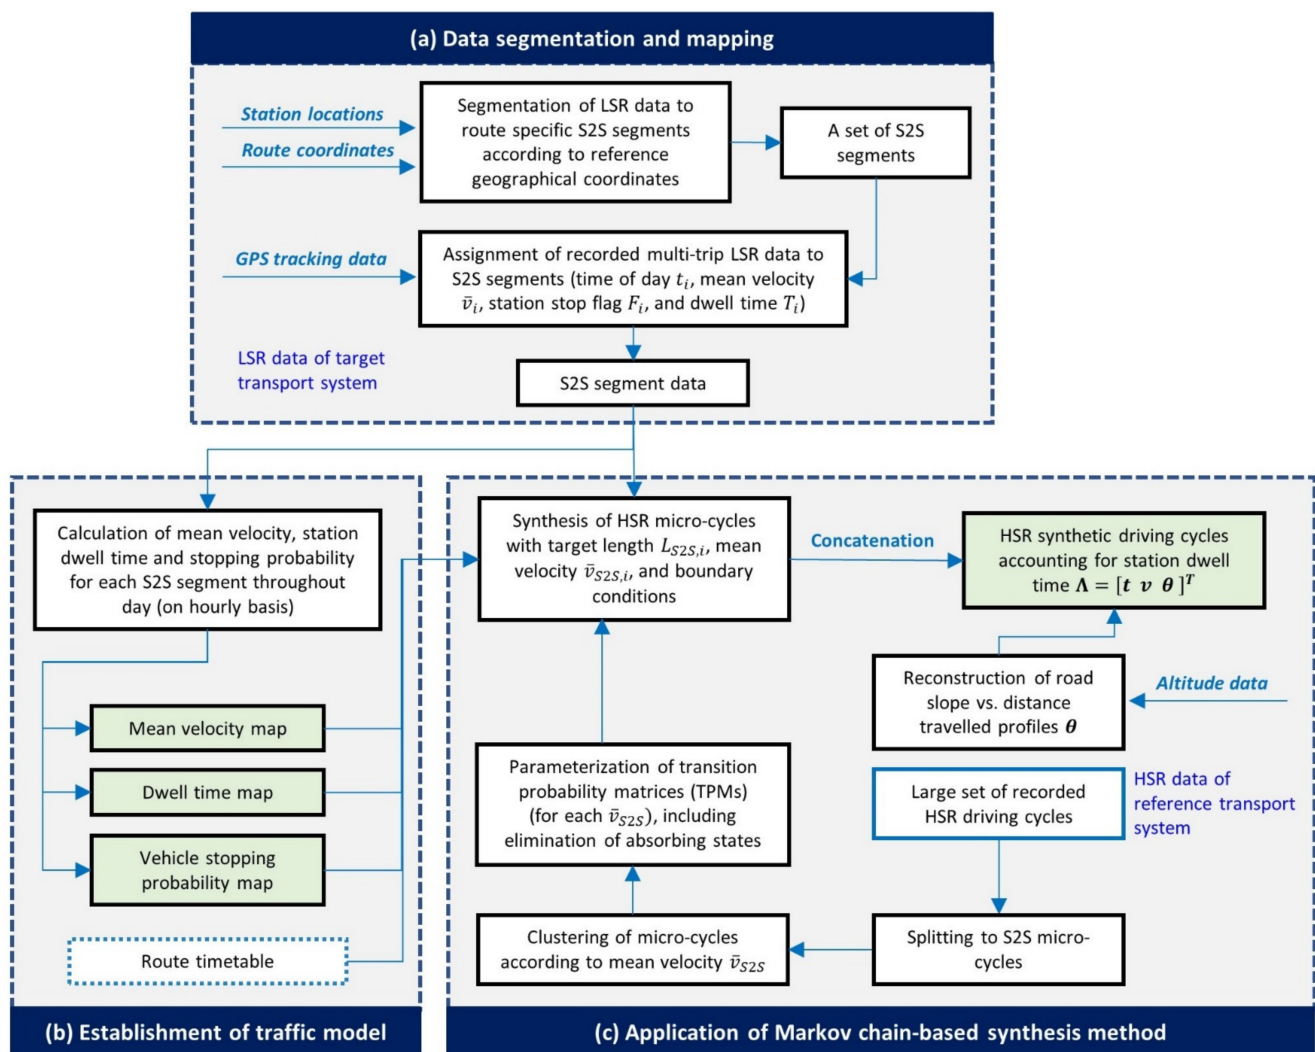 (a) Data segmentation and mapping
Station locations
Route coordinates
Segmentation of LSR data to
route specific S2S segments
according to reference
geographical coordinates
A set of S2S
segments
GPS tracking data
Assignment of recorded multi-trip LSR data to
S2S segments (time of day tᵢ, mean velocity
v̄ᵢ, station stop flag Fᵢ, and dwell time Tᵢ)
LSR data of target
transport system
S2S segment data
Calculation of mean velocity, station
dwell time and stopping probability
for each S2S segment throughout
day (on hourly basis)
Mean velocity map
Dwell time map
Vehicle stopping
probability map
Route timetable
(b) Establishment of traffic model
Synthesis of HSR micro-cycles
with target length L_{S2S,i}, mean
velocity v̄_{S2S,i}, and boundary
conditions
Concatenation
HSR synthetic driving cycles
accounting for station dwell
time Λ = [t v θ ]ᵀ
Reconstruction of road
slope vs. distance
travelled profiles θ
Altitude data
Parameterization of transition
probability matrices (TPMs)
(for each v̄_{S2S}), including
elimination of absorbing states
Large set of recorded
HSR driving cycles
HSR data of
reference transport
system
Clustering of micro-cycles
according to mean velocity v̄_{S2S}
Splitting to S2S micro-
cycles
(c) Application of Markov chain-based synthesis method